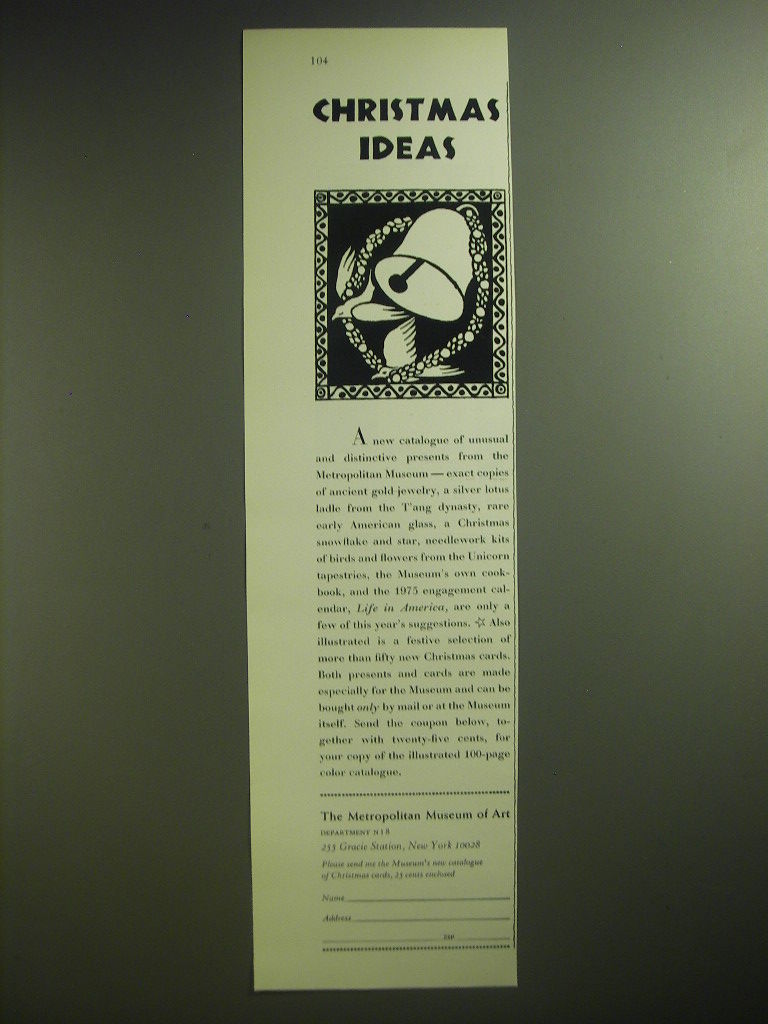 104
CHRISTMAS
IDEAS
A new catalogue of unusual
and distinctive presents from the
Metropolitan Museum — exact copies
of ancient gold jewelry, a silver lotus
ladle from the T'ang dynasty, rare
early American glass, a Christmas
snowflake and star, needlework kits
of birds and flowers from the Unicorn
tapestries, the Museum's own cook-
book, and the 1975 engagement cal-
endar, Life in America, are only a
few of this year's suggestions. ☆ Also
illustrated is a festive selection of
more than fifty new Christmas cards.
Both presents and cards are made
especially for the Museum and can be
bought only by mail or at the Museum
itself. Send the coupon below, to-
gether with twenty-five cents, for
your copy of the illustrated 100-page
color catalogue.
The Metropolitan Museum of Art
DEPARTMENT N18
255 Gracie Station, New York 10028
Please send me the Museum's new catalogue
of Christmas cards, 25 cents enclosed
Name
Address
ZIP